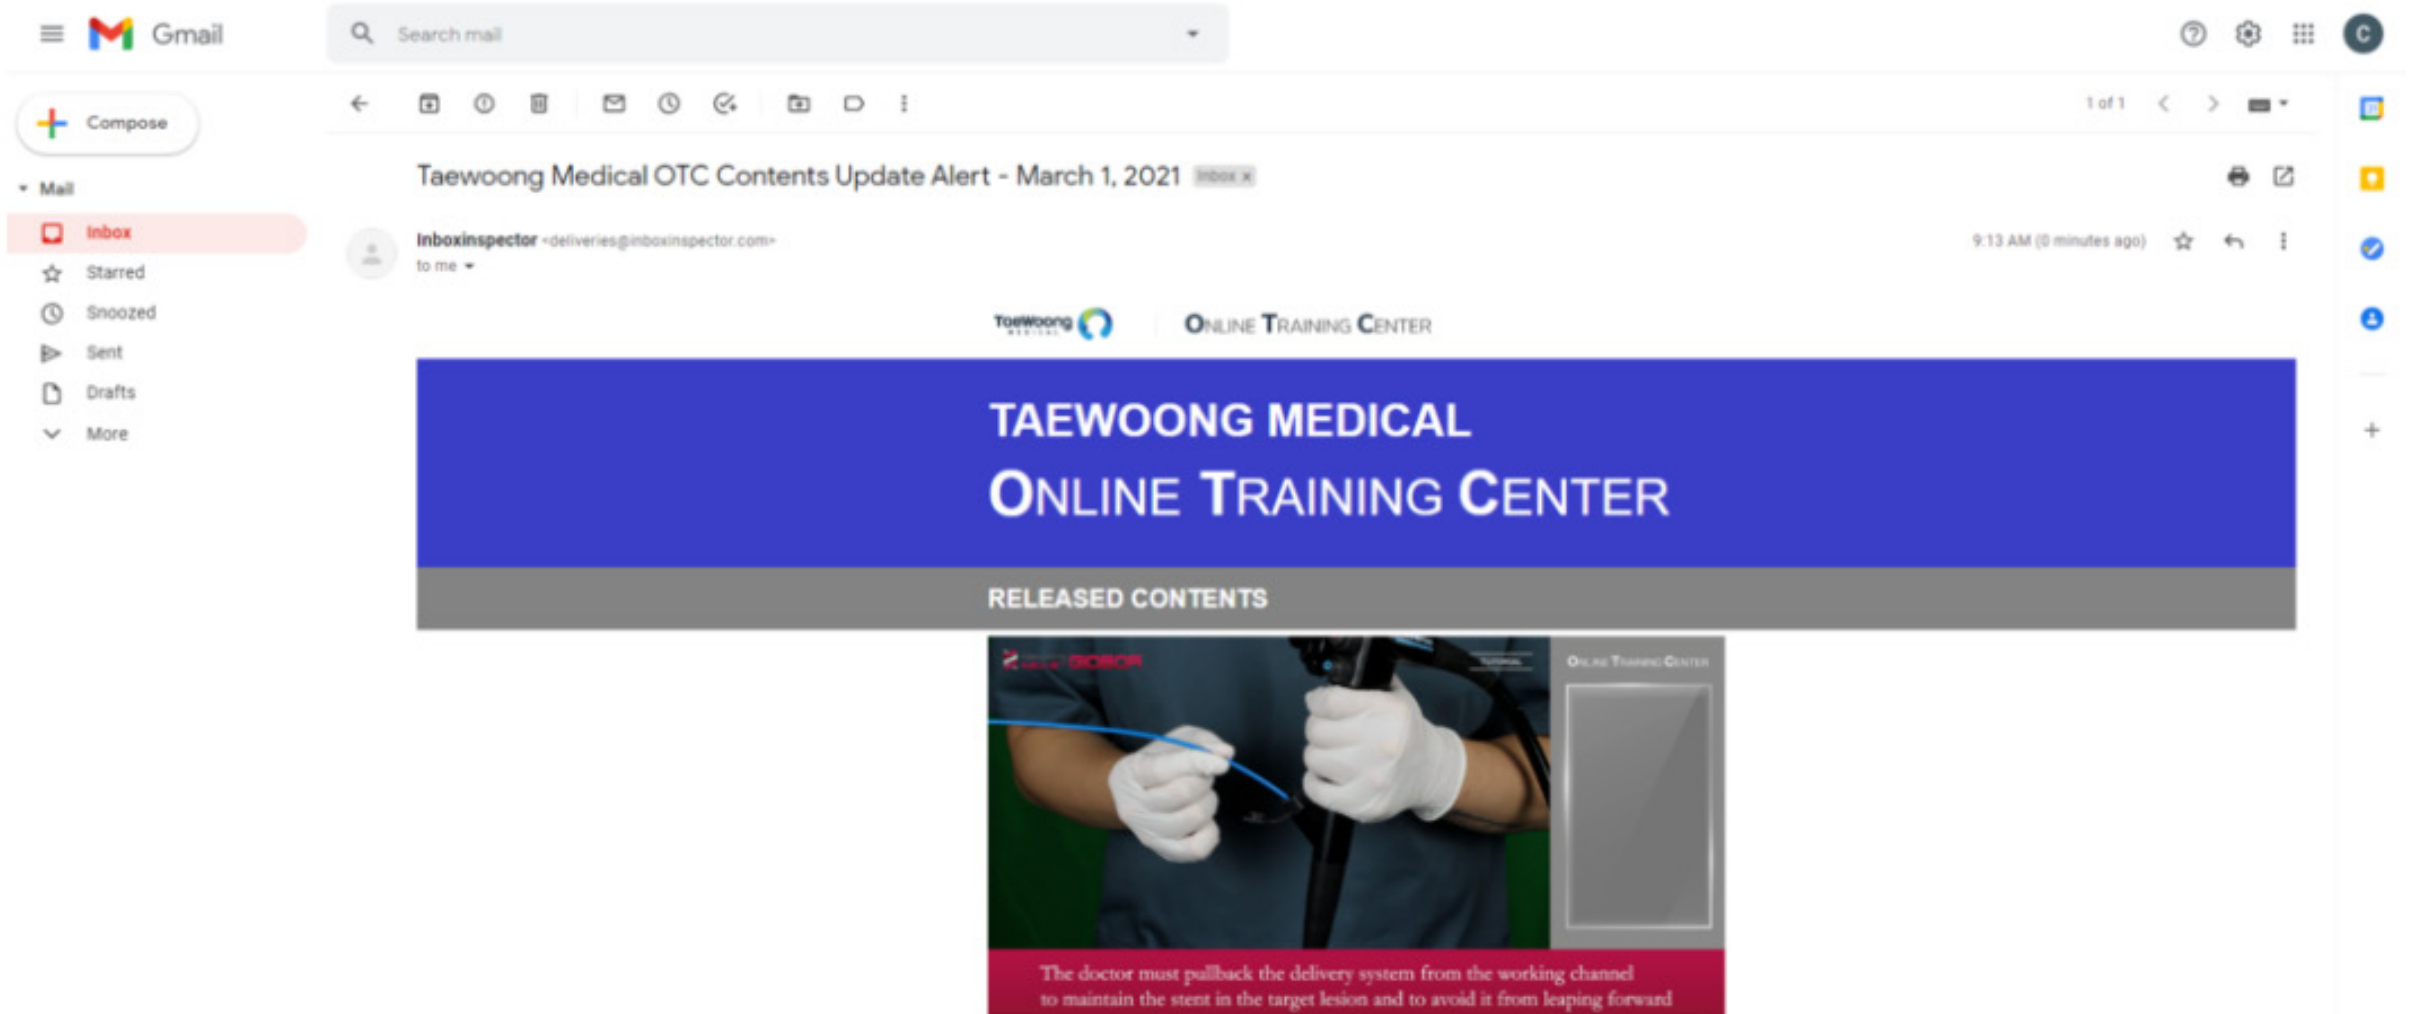 Gmail
Search mail
C
Compose
1 of 1
Mail
Inbox
Starred
Snoozed
Sent
Drafts
More
Taewoong Medical OTC Contents Update Alert - March 1, 2021 Inbox x
Inboxinspector <deliveries@inboxinspector.com>
9:13 AM (0 minutes ago)
to me
TaeWoong
MEDICAL
ONLINE TRAINING CENTER
TAEWOONG MEDICAL
ONLINE TRAINING CENTER
RELEASED CONTENTS
TUTORIAL
ONLINE TRAINING CENTER
The doctor must pullback the delivery system from the working channel
to maintain the stent in the target lesion and to avoid it from leaping forward